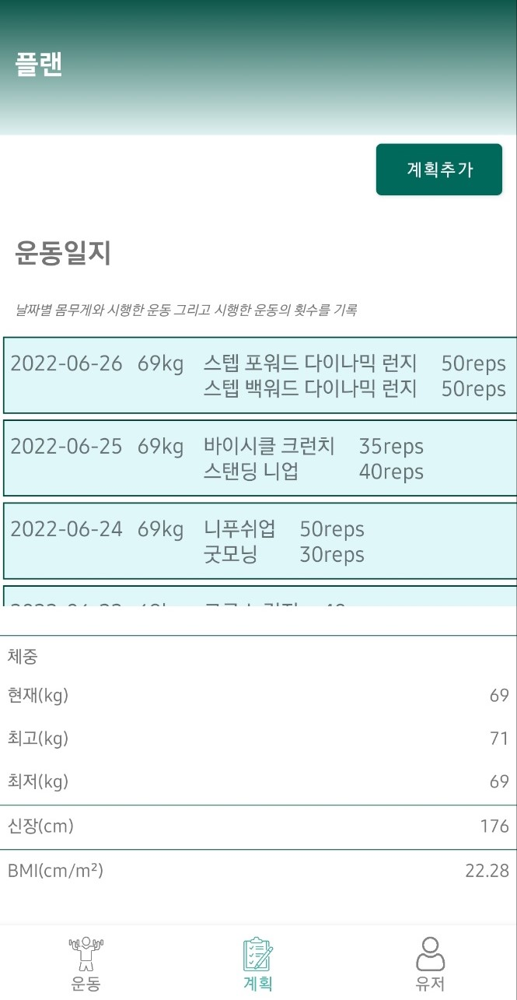 플랜
계획추가
운동일지
날짜별 몸무게와 시행한 운동 그리고 시행한 운동의 횟수를 기록
2022-06-26 69kg 스텝 포워드 다이나믹 런지 50reps
스텝 백워드 다이나믹 런지 50reps
2022-06-25 69kg 바이시클 크런치 35reps
스탠딩 니업 40reps
2022-06-24 69kg 니푸쉬업 50reps
굿모닝 30reps
체중
현재(kg) 69
최고(kg) 71
최저(kg) 69
신장(cm) 176
BMI(cm/m²) 22.28
운동 계획 유저